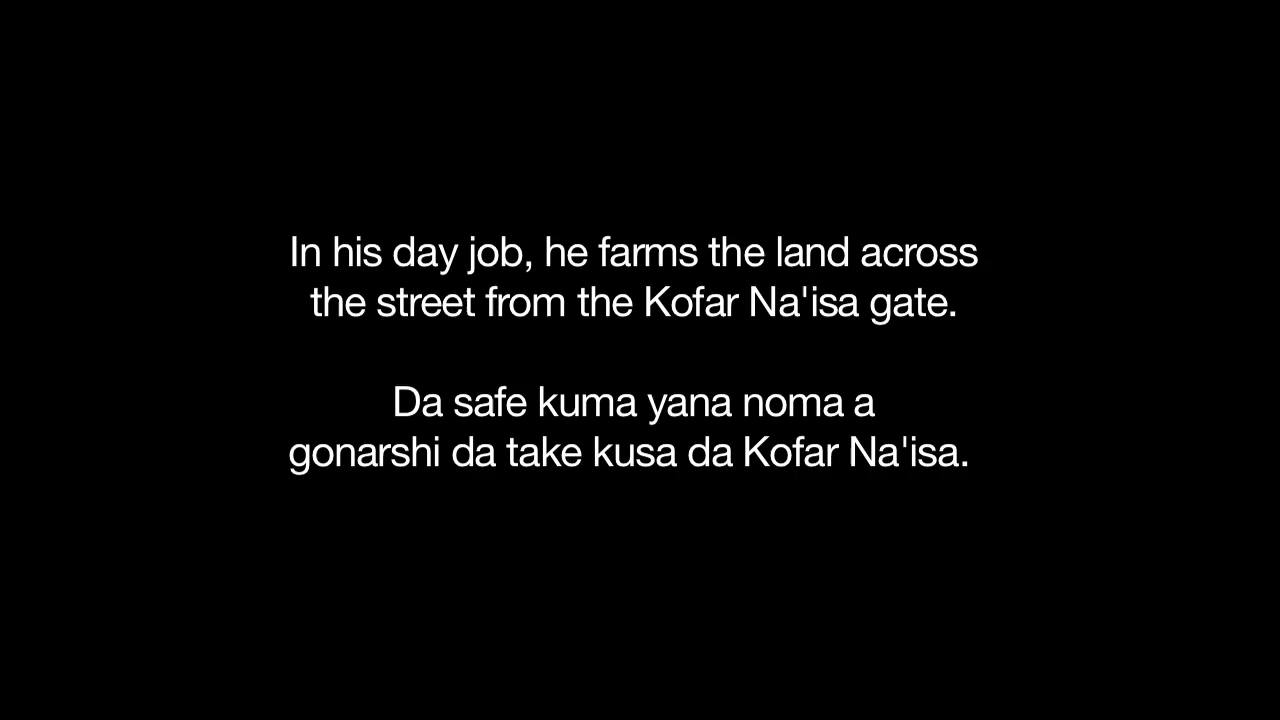 In his day job, he farms the land across
the street from the Kofar Na'isa gate.
Da safe kuma yana noma a
gonarshi da take kusa da Kofar Na'isa.